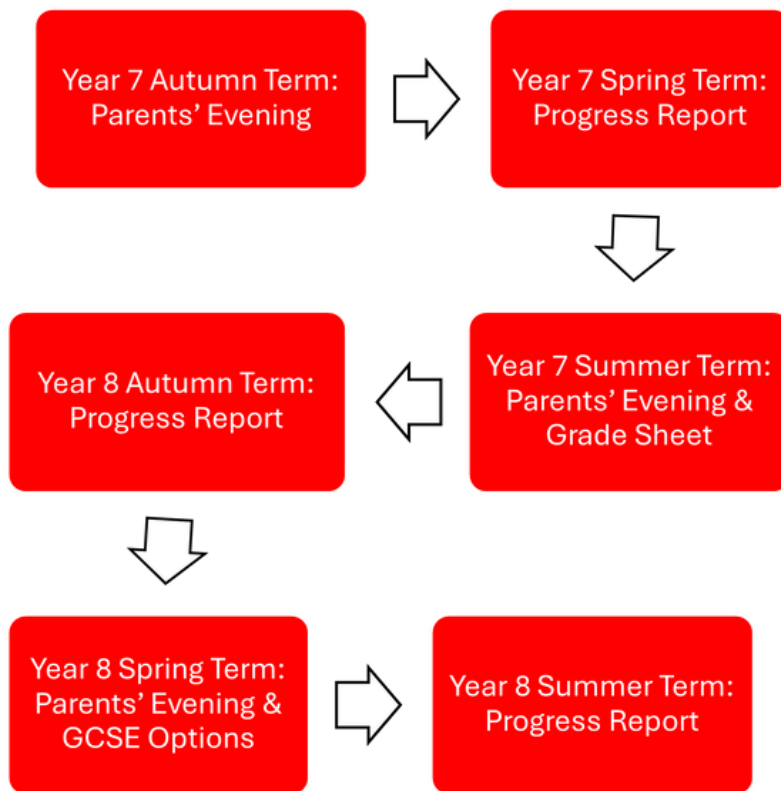 Year 7 Autumn Term:
Parents’ Evening
Year 7 Spring Term:
Progress Report
Year 7 Summer Term:
Parents’ Evening &
Grade Sheet
Year 8 Autumn Term:
Progress Report
Year 8 Spring Term:
Parents’ Evening &
GCSE Options
Year 8 Summer Term:
Progress Report